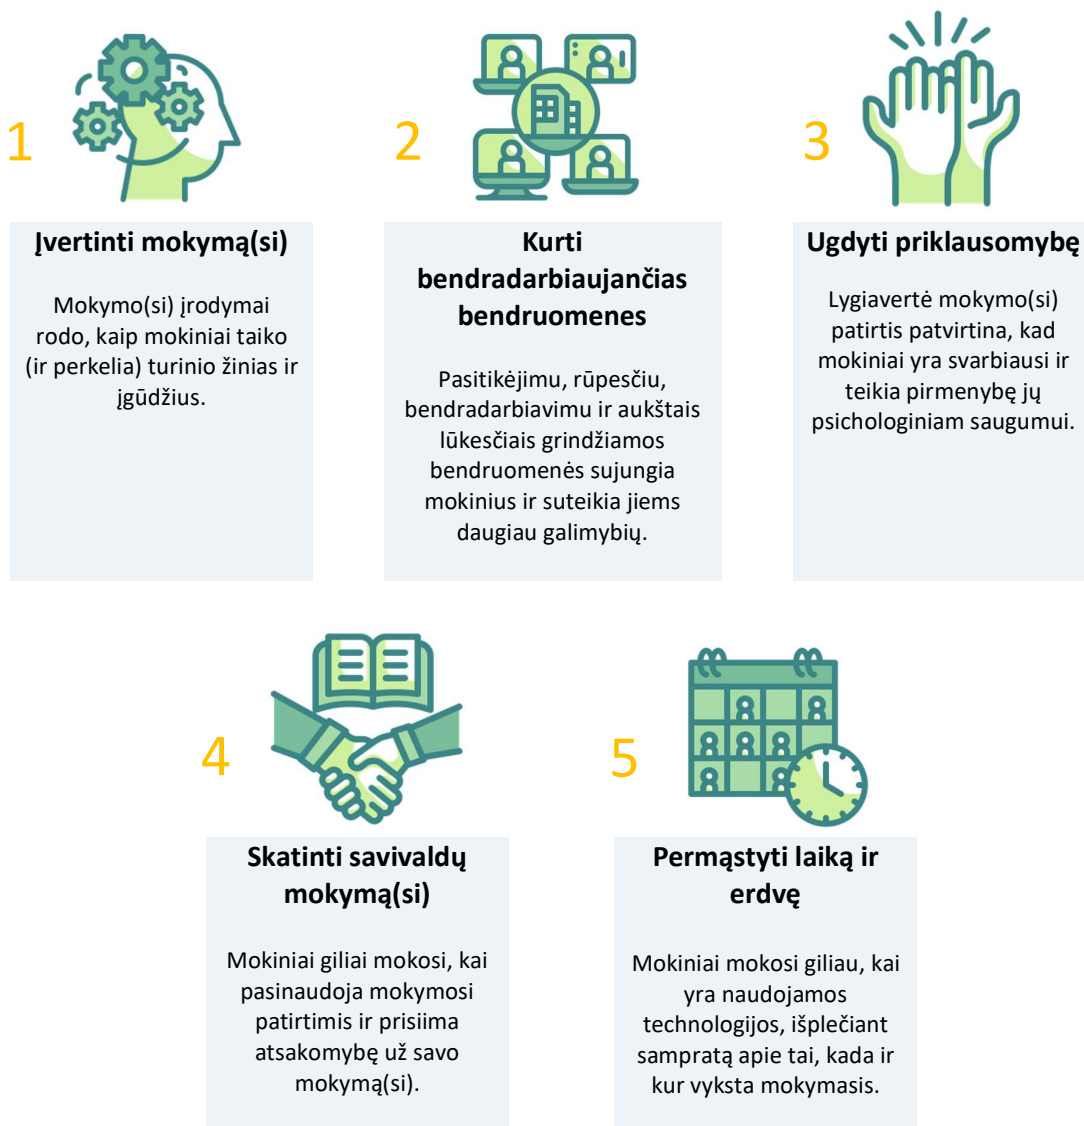 1
Įvertinti mokymą(si)
Mokymo(si) įrodymai
rodo, kaip mokiniai taiko
(ir perkelia) turinio žinias ir
įgūdžius.
2
Kurti
bendradarbiaujančias
bendruomenes
Pasitikėjimu, rūpesčiu,
bendradarbiavimu ir aukštais
lūkesčiais grindžiamos
bendruomenės sujungia
mokinius ir suteikia jiems
daugiau galimybių.
3
Ugdyti priklausomybę
Lygiavertė mokymo(si)
patirtis patvirtina, kad
mokiniai yra svarbiausi ir
teikia pirmenybę jų
psichologiniam saugumui.
4
Skatinti savivaldų
mokymą(si)
Mokiniai giliai mokosi, kai
pasinaudoja mokymosi
patirtimis ir prisiima
atsakomybę už savo
mokymą(si).
5
Permąstyti laiką ir
erdvę
Mokiniai mokosi giliau, kai
yra naudojamos
technologijos, išplečiant
sampratą apie tai, kada ir
kur vyksta mokymasis.